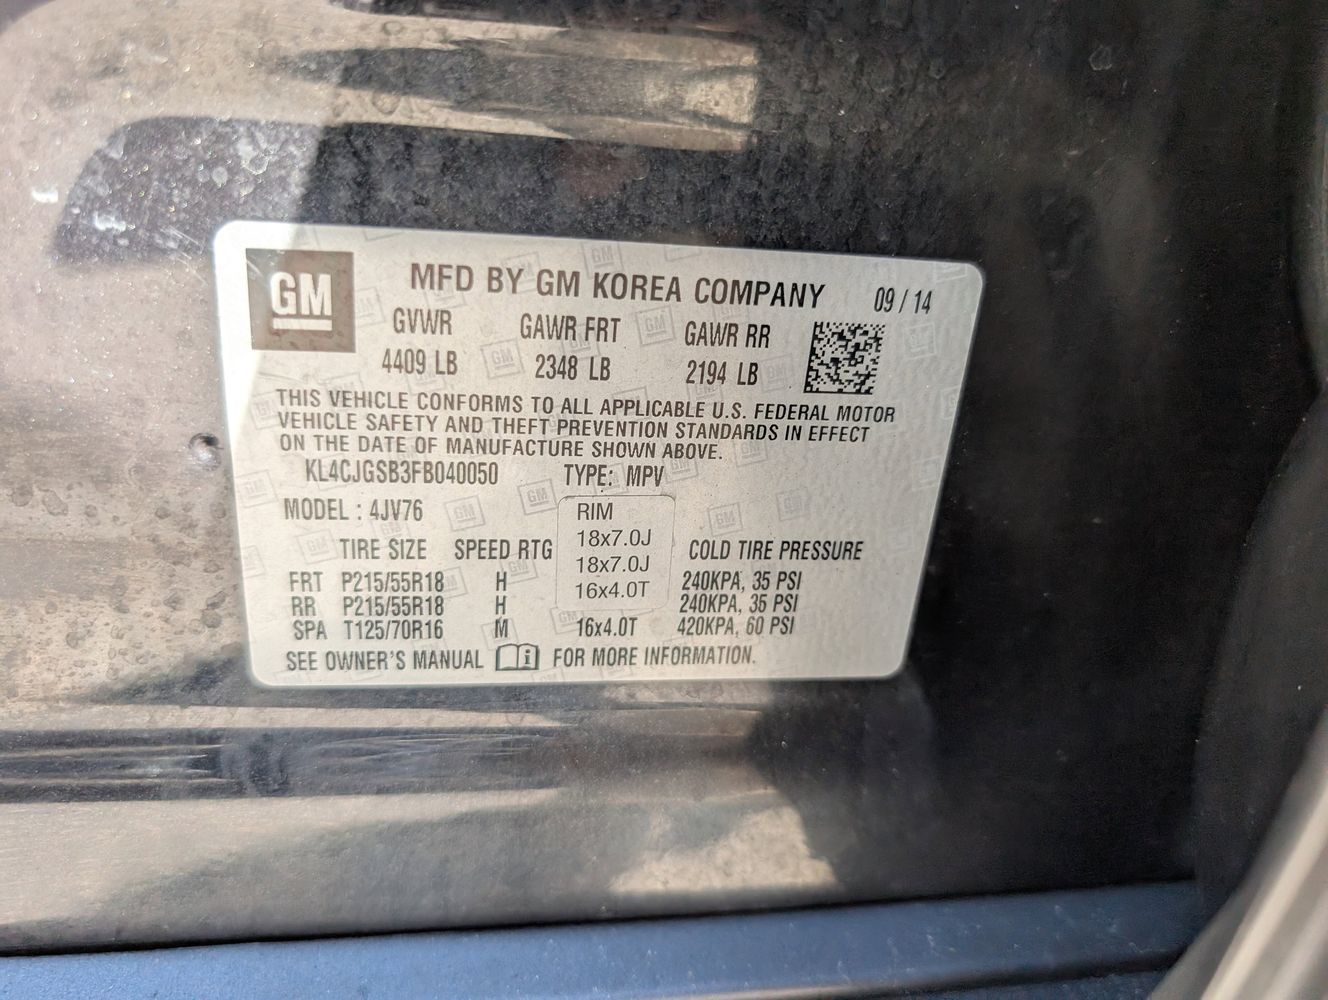 GM
MFD BY GM KOREA COMPANY 09 / 14
GVWR GAWR FRT GAWR RR
4409 LB 2348 LB 2194 LB
THIS VEHICLE CONFORMS TO ALL APPLICABLE U.S. FEDERAL MOTOR
VEHICLE SAFETY AND THEFT PREVENTION STANDARDS IN EFFECT
ON THE DATE OF MANUFACTURE SHOWN ABOVE.
KL4CJGSB3FB040050 TYPE: MPV
MODEL : 4JV76 RIM
TIRE SIZE SPEED RTG 18x7.0J COLD TIRE PRESSURE
FRT P215/55R18 H 18x7.0J 240KPA, 35 PSI
RR P215/55R18 H 16x4.0T 240KPA, 35 PSI
SPA T125/70R16 M 16x4.0T 420KPA, 60 PSI
SEE OWNER'S MANUAL i FOR MORE INFORMATION.